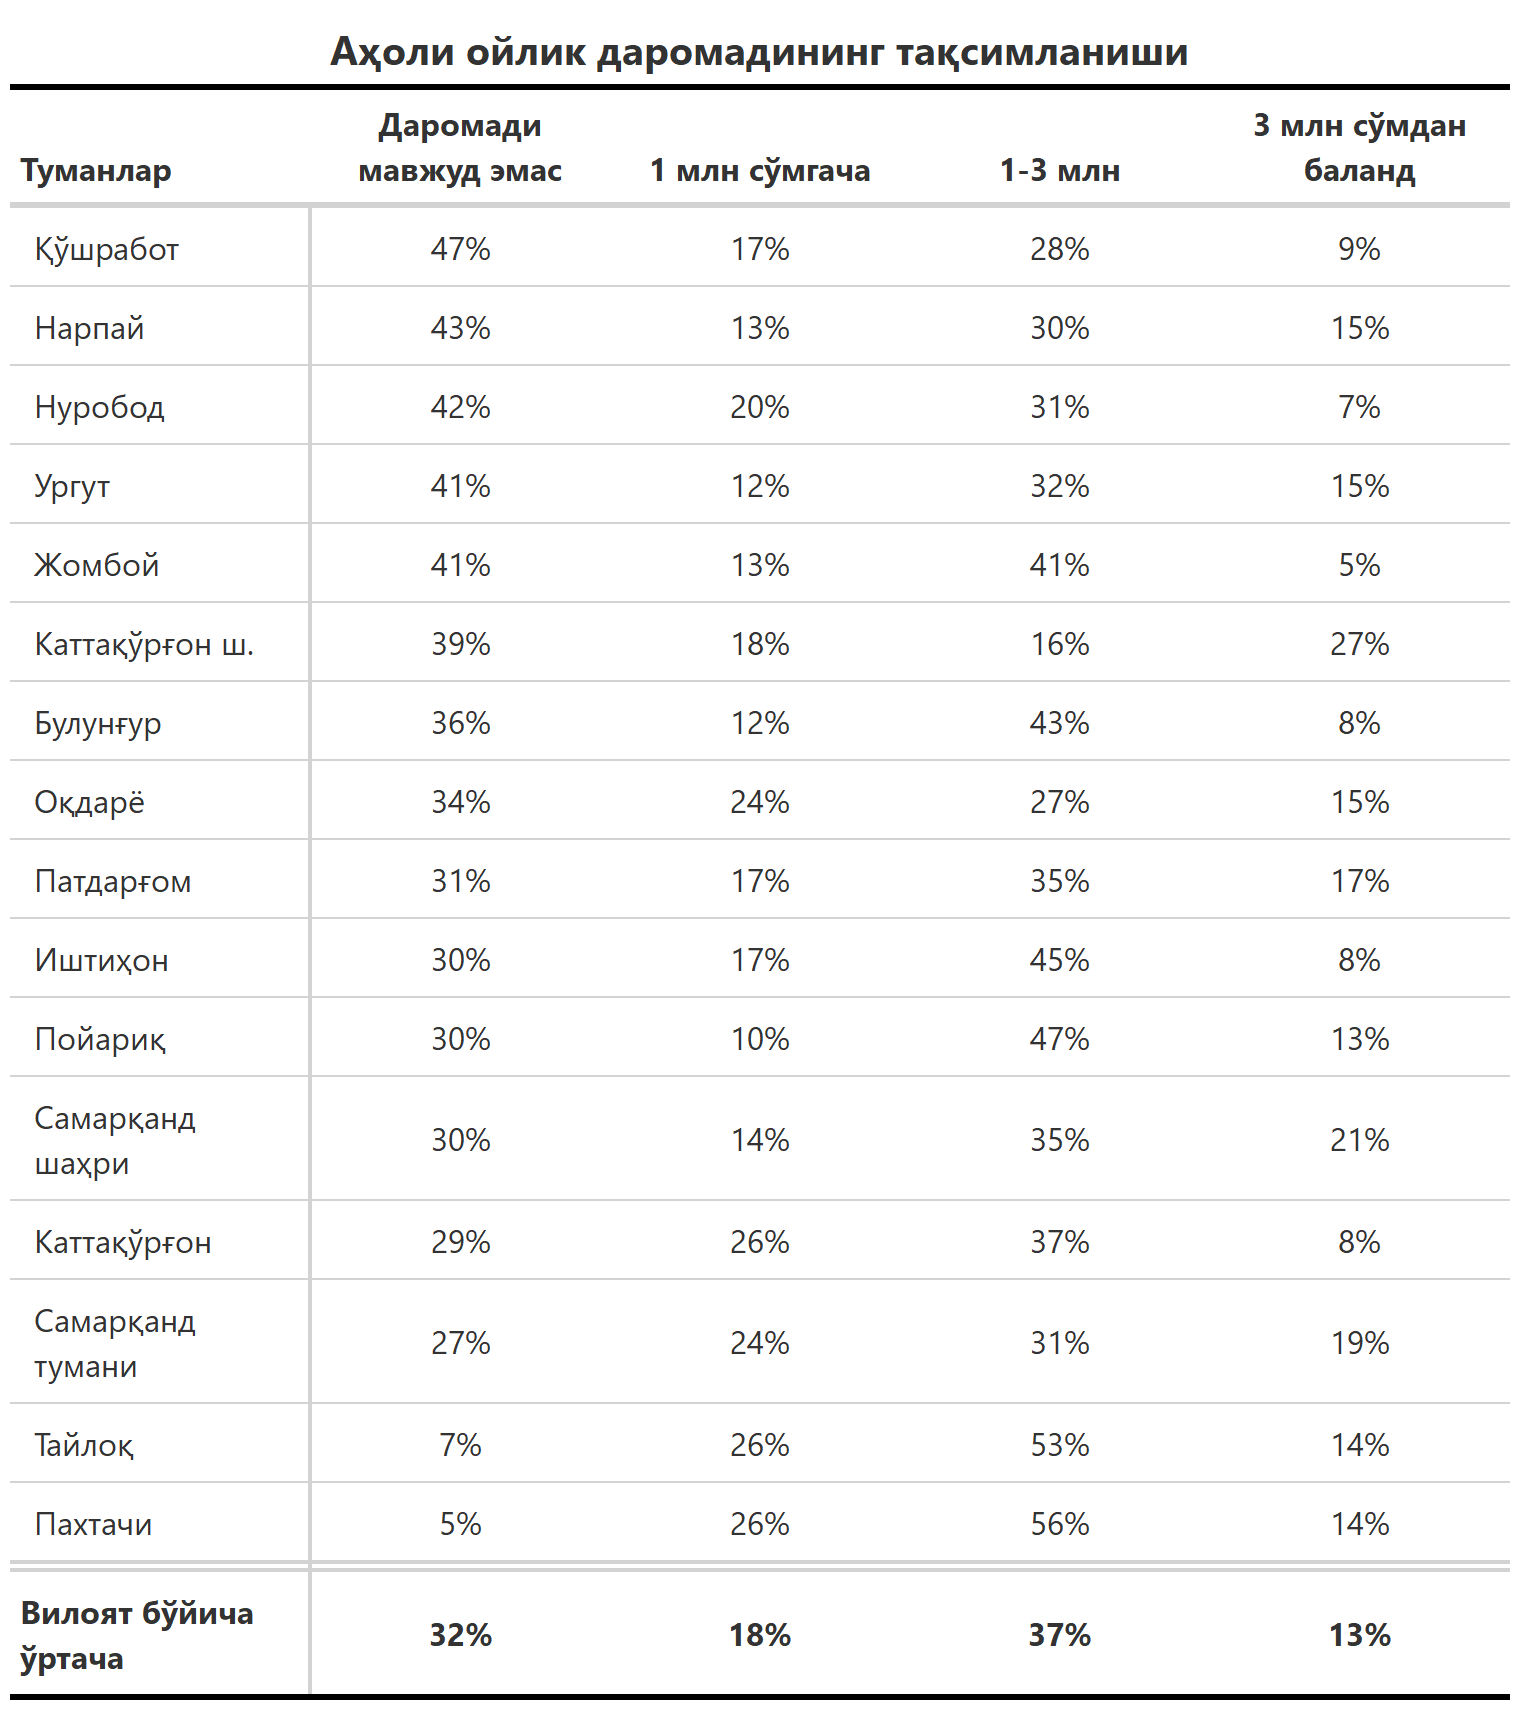 Аҳоли ойлик даромадининг тақсимланиши
Туманлар Даромади мавжуд эмас 1 млн сўмгача 1-3 млн 3 млн сўмдан баланд
Қўшработ 47% 17% 28% 9%
Нарпай 43% 13% 30% 15%
Нуробод 42% 20% 31% 7%
Ургут 41% 12% 32% 15%
Жомбой 41% 13% 41% 5%
Каттақўрғон ш. 39% 18% 16% 27%
Булунғур 36% 12% 43% 8%
Оқдарё 34% 24% 27% 15%
Патдарғом 31% 17% 35% 17%
Иштиҳон 30% 17% 45% 8%
Пойариқ 30% 10% 47% 13%
Самарқанд шаҳри 30% 14% 35% 21%
Каттақўрғон 29% 26% 37% 8%
Самарқанд тумани 27% 24% 31% 19%
Тайлоқ 7% 26% 53% 14%
Пахтачи 5% 26% 56% 14%
Вилоят бўйича ўртача 32% 18% 37% 13%